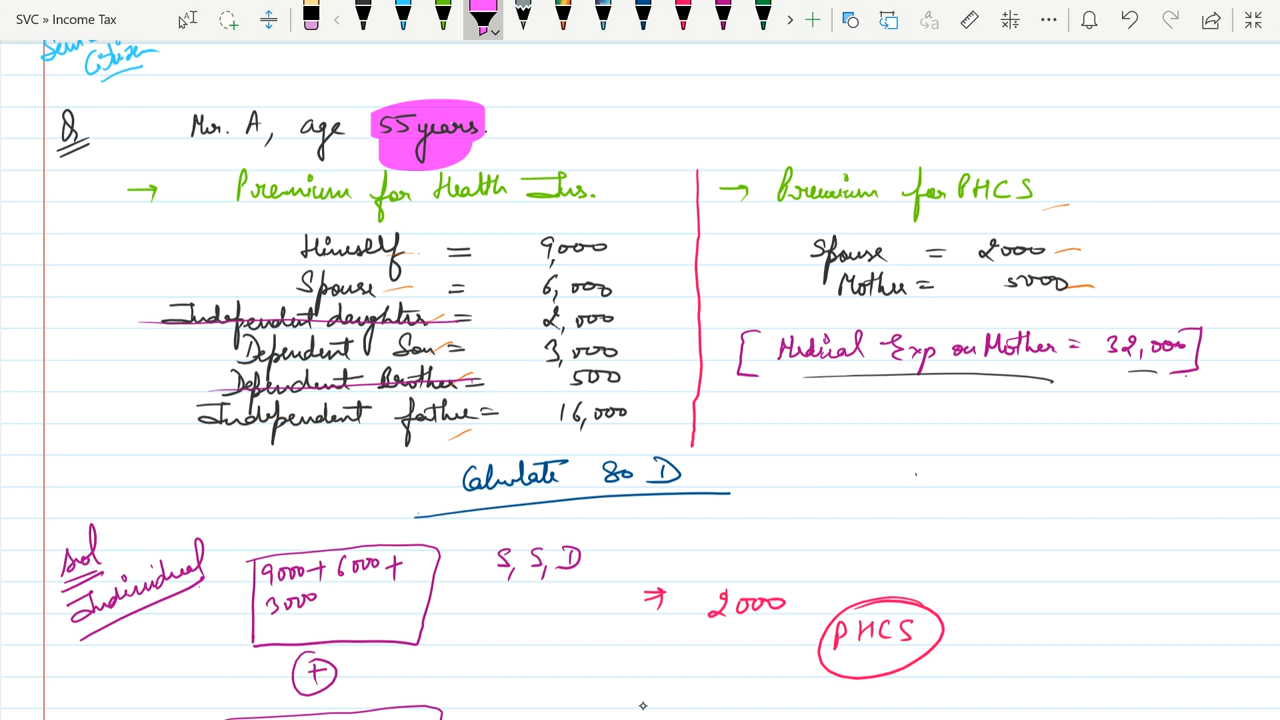 SVC » Income Tax
Citizen
Q Mr. A, age 55 years.
→ Premium for Health Ins.
Himself = 9,000
Spouse = 6,000
Independent daughter = 2,000
Dependent Son = 3,000
Dependent Brother = 500
Independent father = 16,000
→ Premium for PHCS
Spouse = 2000
Mother = 5000
[Medical Exp on Mother = 32,000]
Calculate 80 D
Sol
Individual
9000 + 6000 +
3000
S, S, D
⇒ 2000
PHCS
+